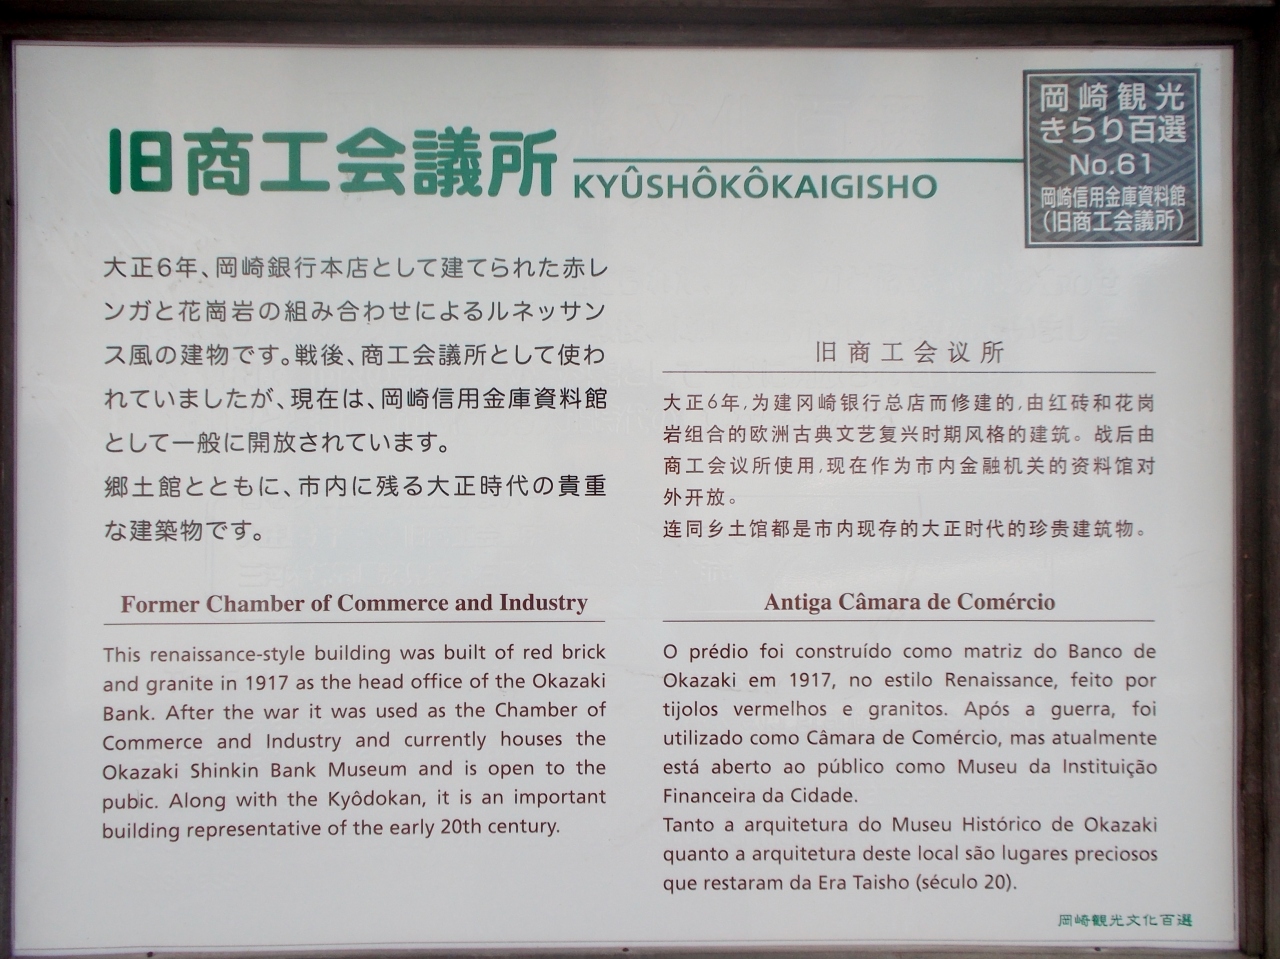 旧商工会議所
KYÛSHÔKÔKAIGISHO
岡崎観光
きらり百選
No.61
岡崎信用金庫資料館
(旧商工会議所)
大正6年、岡崎銀行本店として建てられた赤レ
ンガと花崗岩の組み合わせによるルネッサン
ス風の建物です。戦後、商工会議所として使わ
れていましたが、現在は、岡崎信用金庫資料館
として一般に開放されています。
郷土館とともに、市内に残る大正時代の貴重
な建築物です。
旧商工会议所
大正6年,为建冈崎银行总店而修建的,由红砖和花岗
岩组合的欧洲古典文艺复兴时期风格的建筑。战后由
商工会议所使用,现在作为市内金融机关的资料馆对
外开放。
连同乡土馆都是市内现存的大正时代的珍贵建筑物。
Former Chamber of Commerce and Industry
This renaissance-style building was built of red brick
and granite in 1917 as the head office of the Okazaki
Bank. After the war it was used as the Chamber of
Commerce and Industry and currently houses the
Okazaki Shinkin Bank Museum and is open to the
pubic. Along with the Kyôdokan, it is an important
building representative of the early 20th century.
Antiga Câmara de Comércio
O prédio foi construído como matriz do Banco de
Okazaki em 1917, no estilo Renaissance, feito por
tijolos vermelhos e granitos. Após a guerra, foi
utilizado como Câmara de Comércio, mas atualmente
está aberto ao público como Museu da Instituição
Financeira da Cidade.
Tanto a arquitetura do Museu Histórico de Okazaki
quanto a arquitetura deste local são lugares preciosos
que restaram da Era Taisho (século 20).
岡崎観光文化百選